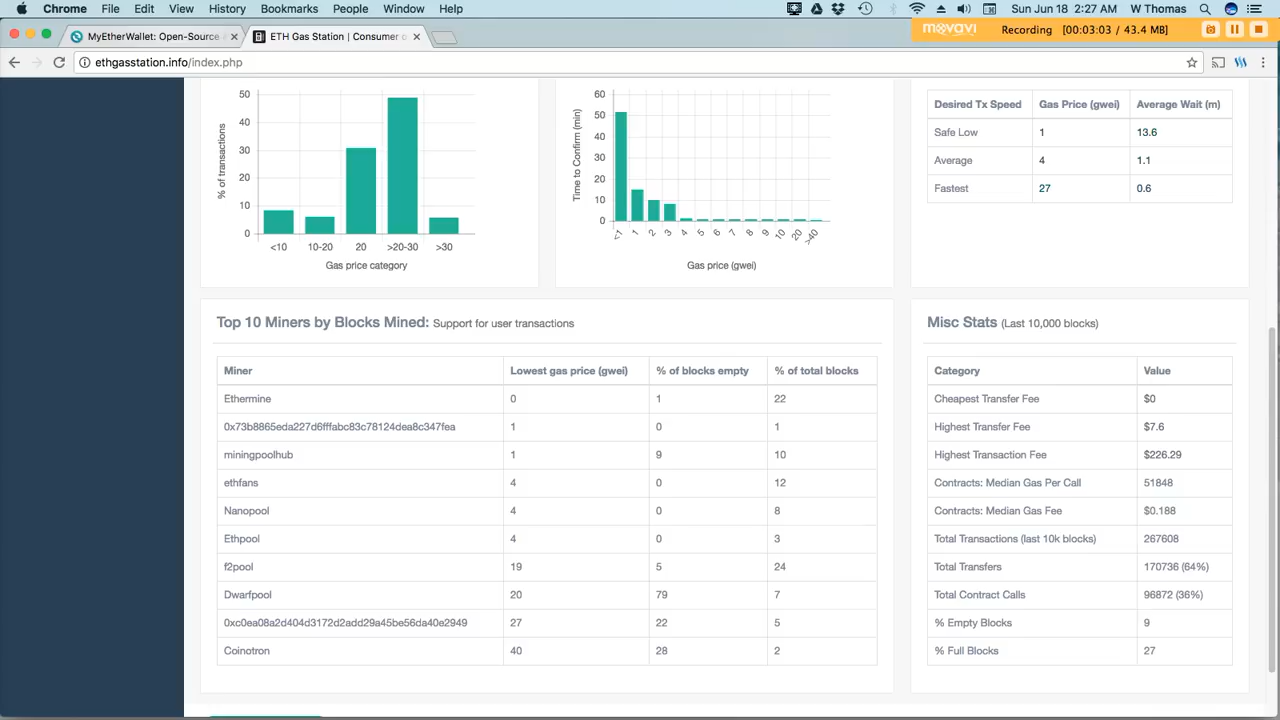 Chrome File Edit View History Bookmarks People Window Help Sun Jun 18 2:27 AM W Thomas
MyEtherWallet: Open-Source ETH Gas Station | Consumer o
movavi Recording [00:03:03 / 43.4 MB]
ethgasstation.info/index.php
% of transactions
50
40
30
20
10
0
<10 10-20 20 >20-30 >30
Gas price category
Time to Confirm (min)
60
50
40
30
20
10
0
<1 1 2 3 4 5 6 7 8 9 10 20 >40
Gas price (gwei)
Desired Tx Speed Gas Price (gwei) Average Wait (m)
Safe Low 1 13.6
Average 4 1.1
Fastest 27 0.6
Top 10 Miners by Blocks Mined: Support for user transactions
Miner Lowest gas price (gwei) % of blocks empty % of total blocks
Ethermine 0 1 22
0x73b8865eda227d6fffabc83c78124dea8c347fea 1 0 1
miningpoolhub 1 9 10
ethfans 4 0 12
Nanopool 4 0 8
Ethpool 4 0 3
f2pool 19 5 24
Dwarfpool 20 79 7
0xc0ea08a2d404d3172d2add29a45be56da40e2949 27 22 5
Coinotron 40 28 2
Misc Stats (Last 10,000 blocks)
Category Value
Cheapest Transfer Fee $0
Highest Transfer Fee $7.6
Highest Transaction Fee $226.29
Contracts: Median Gas Per Call 51848
Contracts: Median Gas Fee $0.188
Total Transactions (last 10k blocks) 267608
Total Transfers 170736 (64%)
Total Contract Calls 96872 (36%)
% Empty Blocks 9
% Full Blocks 27